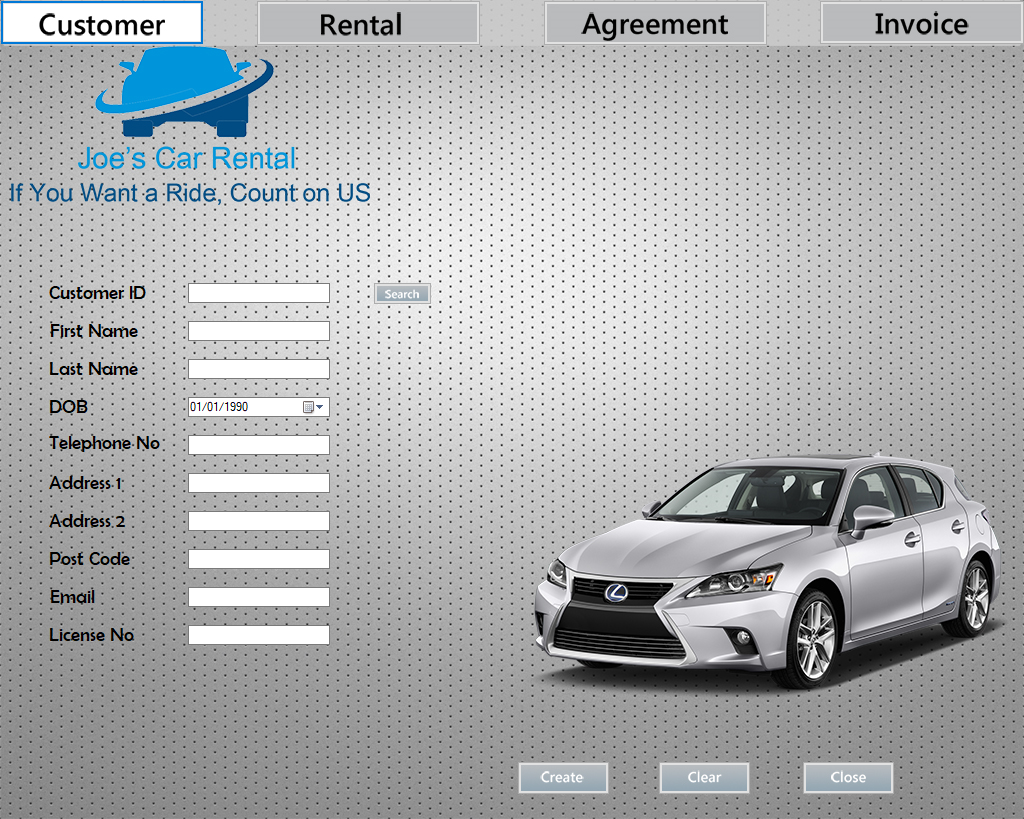 Customer
Rental
Agreement
Invoice
Joe's Car Rental
If You Want a Ride, Count on US
Customer ID
Search
First Name
Last Name
DOB
01/01/1990
Telephone No
Address 1
Address 2
Post Code
Email
License No
Create
Clear
Close